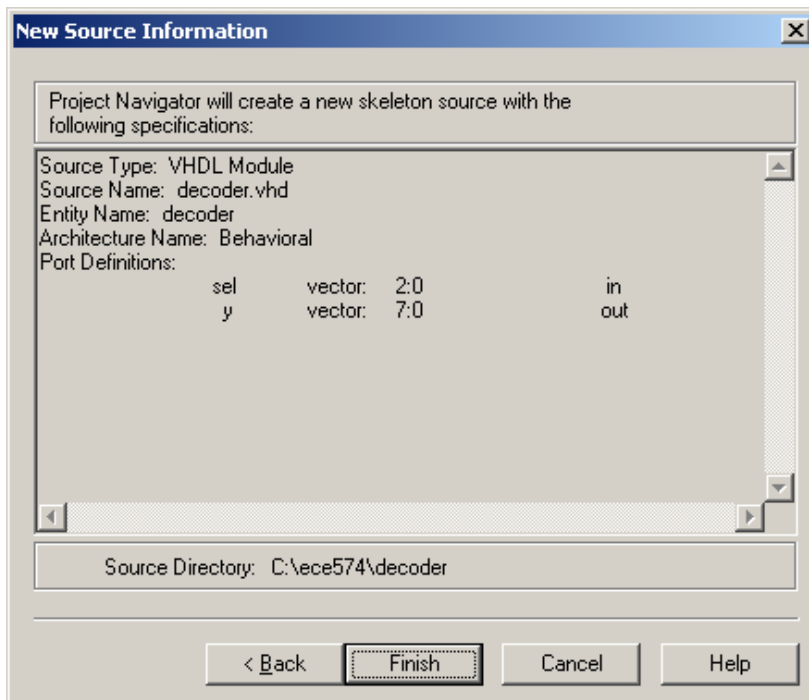 New Source Information
Project Navigator will create a new skeleton source with the
following specifications:
Source Type: VHDL Module
Source Name: decoder.vhd
Entity Name: decoder
Architecture Name: Behavioral
Port Definitions:
sel vector: 2:0 in
y vector: 7:0 out
Source Directory: C:\ece574\decoder
< Back Finish Cancel Help